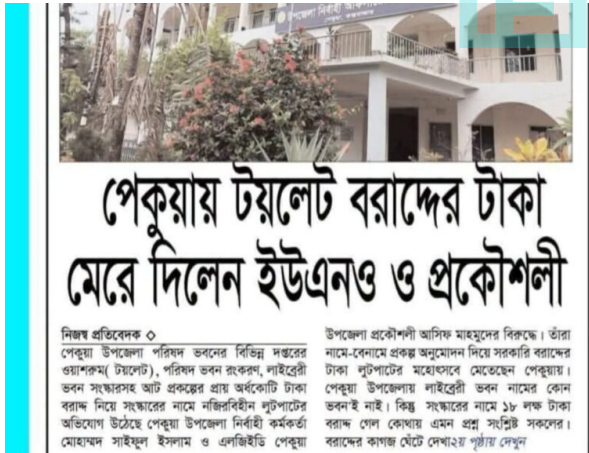 উপজেলা নির্বাহী অফিসারের
পেকুয়ায় টয়লেট বরাদ্দের টাকা
মেরে দিলেন ইউএনও ও প্রকৌশলী
নিজস্ব প্রতিবেদক ◇
পেকুয়া উপজেলা পরিষদ ভবনের বিভিন্ন দপ্তরের
ওয়াশরুম( টয়লেট), পরিষদ ভবন রংকরণ, লাইব্রেরী
ভবন সংস্কারসহ আট প্রকল্পের প্রায় অর্ধকোটি টাকা
বরাদ্দ নিয়ে সংস্কারের নামে নজিরবিহীন লুটপাটের
অভিযোগ উঠেছে পেকুয়া উপজেলা নির্বাহী কর্মকর্তা
মোহাম্মদ সাইফুল ইসলাম ও এলজিইডি পেকুয়া
উপজেলা প্রকৌশলী আসিফ মাহমুদের বিরুদ্ধে। তাঁরা
নামে-বেনামে প্রকল্প অনুমোদন দিয়ে সরকারি বরাদ্দের
টাকা লুটপাটের মহোৎসবে মেতেছেন পেকুয়ায়।
পেকুয়া উপজেলায় লাইব্রেরী ভবন নামের কোন
ভবন'ই নাই। কিন্তু সংস্কারের নামে ১৮ লক্ষ টাকা
বরাদ্দ গেল কোথায় এমন প্রশ্ন সংশ্লিষ্ট সকলের।
বরাদ্দের কাগজ ঘেঁটে দেখা২য় পৃষ্ঠায় দেখুন